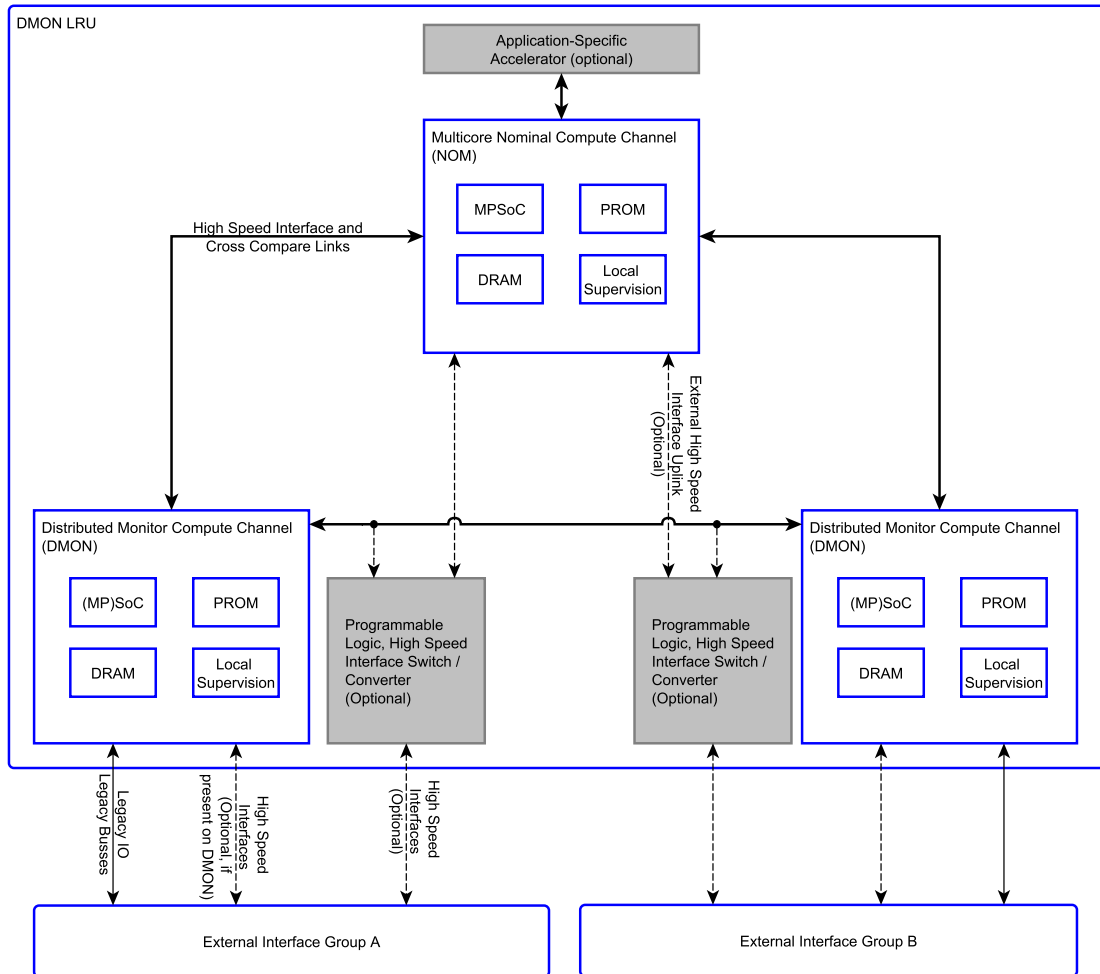 DMON LRU
Application-Specific
Accelerator (optional)
Multicore Nominal Compute Channel
(NOM)
MPSoC
PROM
DRAM
Local
Supervision
High Speed Interface and
Cross Compare Links
External High Speed
Interface Uplink
(Optional)
Distributed Monitor Compute Channel
(DMON)
(MP)SoC
PROM
DRAM
Local
Supervision
Programmable
Logic, High Speed
Interface Switch /
Converter
(Optional)
Programmable
Logic, High Speed
Interface Switch /
Converter
(Optional)
Distributed Monitor Compute Channel
(DMON)
(MP)SoC
PROM
DRAM
Local
Supervision
Legacy IO
Legacy Busses
High Speed
Interfaces
(Optional, if
present on DMON)
High Speed
Interfaces
(Optional)
External Interface Group A
External Interface Group B